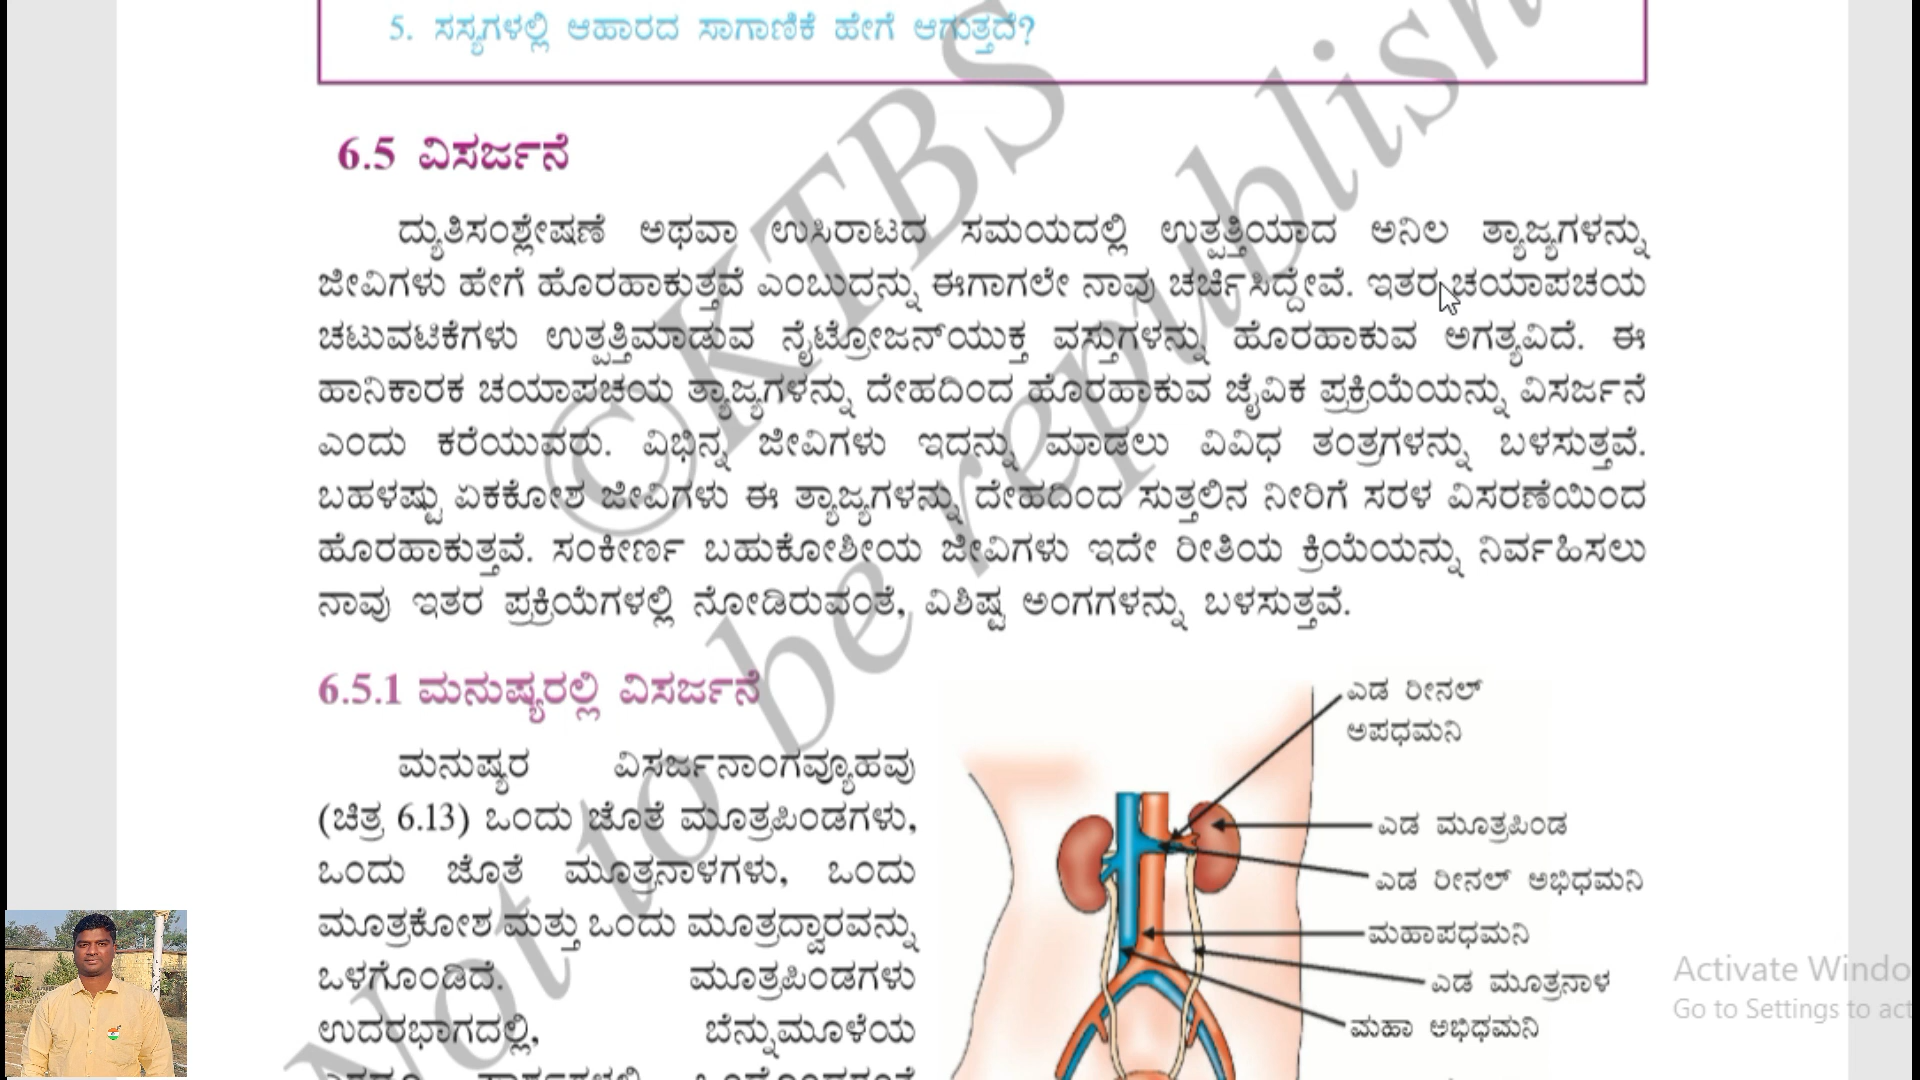 5. ಸಸ್ಯಗಳಲ್ಲಿ ಆಹಾರದ ಸಾಗಾಣಿಕೆ ಹೇಗೆ ಆಗುತ್ತದೆ?
6.5 ವಿಸರ್ಜನೆ
ದ್ಯುತಿಸಂಶ್ಲೇಷಣೆ ಅಥವಾ ಉಸಿರಾಟದ ಸಮಯದಲ್ಲಿ ಉತ್ಪತ್ತಿಯಾದ ಅನಿಲ ತ್ಯಾಜ್ಯಗಳನ್ನು
ಜೀವಿಗಳು ಹೇಗೆ ಹೊರಹಾಕುತ್ತವೆ ಎಂಬುದನ್ನು ಈಗಾಗಲೇ ನಾವು ಚರ್ಚಿಸಿದ್ದೇವೆ. ಇತರ ಚಯಾಪಚಯ
ಚಟುವಟಿಕೆಗಳು ಉತ್ಪತ್ತಿಮಾಡುವ ನೈಟ್ರೋಜನ್‌ಯುಕ್ತ ವಸ್ತುಗಳನ್ನು ಹೊರಹಾಕುವ ಅಗತ್ಯವಿದೆ. ಈ
ಹಾನಿಕಾರಕ ಚಯಾಪಚಯ ತ್ಯಾಜ್ಯಗಳನ್ನು ದೇಹದಿಂದ ಹೊರಹಾಕುವ ಜೈವಿಕ ಪ್ರಕ್ರಿಯೆಯನ್ನು ವಿಸರ್ಜನೆ
ಎಂದು ಕರೆಯುವರು. ವಿಭಿನ್ನ ಜೀವಿಗಳು ಇದನ್ನು ಮಾಡಲು ವಿವಿಧ ತಂತ್ರಗಳನ್ನು ಬಳಸುತ್ತವೆ.
ಬಹಳಷ್ಟು ಏಕಕೋಶ ಜೀವಿಗಳು ಈ ತ್ಯಾಜ್ಯಗಳನ್ನು ದೇಹದಿಂದ ಸುತ್ತಲಿನ ನೀರಿಗೆ ಸರಳ ವಿಸರಣೆಯಿಂದ
ಹೊರಹಾಕುತ್ತವೆ. ಸಂಕೀರ್ಣ ಬಹುಕೋಶೀಯ ಜೀವಿಗಳು ಇದೇ ರೀತಿಯ ಕ್ರಿಯೆಯನ್ನು ನಿರ್ವಹಿಸಲು
ನಾವು ಇತರ ಪ್ರಕ್ರಿಯೆಗಳಲ್ಲಿ ನೋಡಿರುವಂತೆ, ವಿಶಿಷ್ಟ ಅಂಗಗಳನ್ನು ಬಳಸುತ್ತವೆ.
6.5.1 ಮನುಷ್ಯರಲ್ಲಿ ವಿಸರ್ಜನೆ
ಮನುಷ್ಯರ ವಿಸರ್ಜನಾಂಗವ್ಯೂಹವು
(ಚಿತ್ರ 6.13) ಒಂದು ಜೊತೆ ಮೂತ್ರಪಿಂಡಗಳು,
ಒಂದು ಜೊತೆ ಮೂತ್ರನಾಳಗಳು, ಒಂದು
ಮೂತ್ರಕೋಶ ಮತ್ತು ಒಂದು ಮೂತ್ರದ್ವಾರವನ್ನು
ಒಳಗೊಂಡಿದೆ. ಮೂತ್ರಪಿಂಡಗಳು
ಉದರಭಾಗದಲ್ಲಿ, ಬೆನ್ನುಮೂಳೆಯ
ಎಡ ರೀನಲ್
ಅಪಧಮನಿ
ಎಡ ಮೂತ್ರಪಿಂಡ
ಎಡ ರೀನಲ್ ಅಭಿಧಮನಿ
ಮಹಾಪಧಮನಿ
ಎಡ ಮೂತ್ರನಾಳ
ಮಹಾ ಅಭಿಧಮನಿ
©KTBS
Not to be republish
Activate Windo
Go to Settings to act